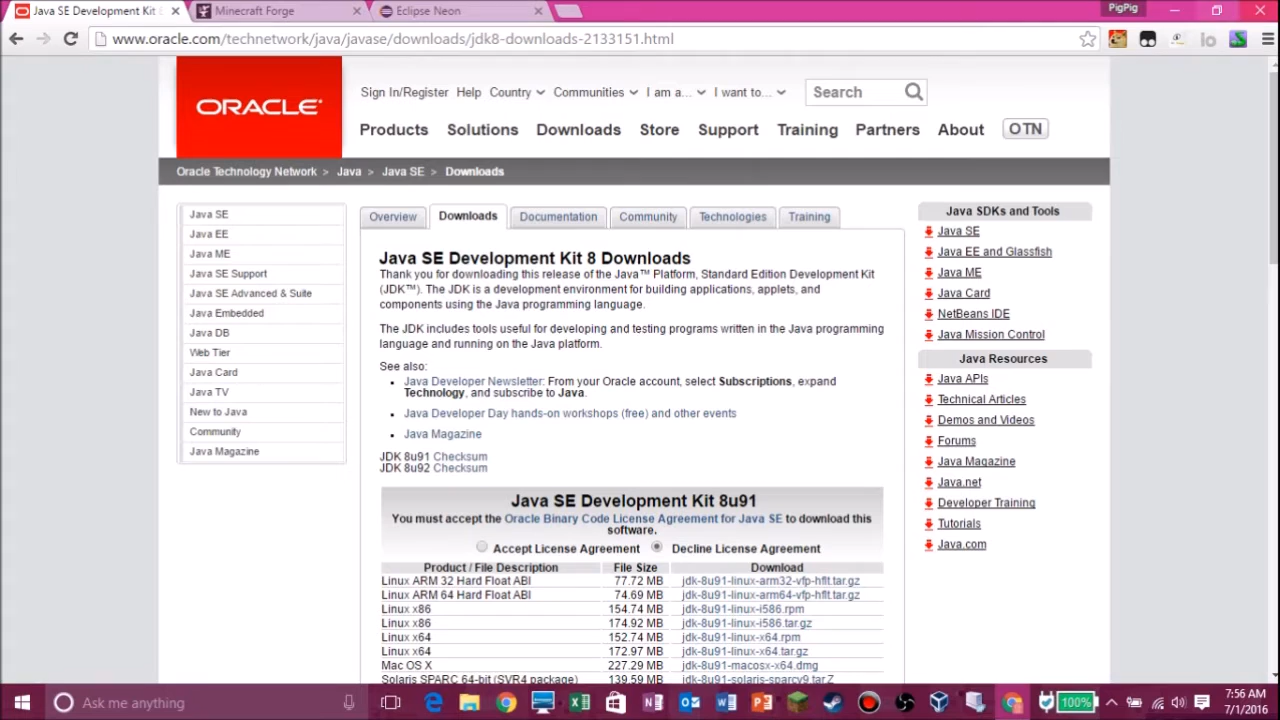 Java SE Development Kit 8
Minecraft Forge
Eclipse Neon
PigPig
www.oracle.com/technetwork/java/javase/downloads/jdk8-downloads-2133151.html
ORACLE
Sign In/Register Help Country Communities I am a... I want to... Search
Products Solutions Downloads Store Support Training Partners About OTN
Oracle Technology Network > Java > Java SE > Downloads
Java SE
Java EE
Java ME
Java SE Support
Java SE Advanced & Suite
Java Embedded
Java DB
Web Tier
Java Card
Java TV
New to Java
Community
Java Magazine
Overview Downloads Documentation Community Technologies Training
Java SE Development Kit 8 Downloads
Thank you for downloading this release of the Java™ Platform, Standard Edition Development Kit
(JDK™). The JDK is a development environment for building applications, applets, and
components using the Java programming language.
The JDK includes tools useful for developing and testing programs written in the Java programming
language and running on the Java platform.
See also:
• Java Developer Newsletter: From your Oracle account, select Subscriptions, expand
Technology, and subscribe to Java.
• Java Developer Day hands-on workshops (free) and other events
• Java Magazine
JDK 8u91 Checksum
JDK 8u92 Checksum
Java SE Development Kit 8u91
You must accept the Oracle Binary Code License Agreement for Java SE to download this
software.
Accept License Agreement Decline License Agreement
Product / File Description File Size Download
Linux ARM 32 Hard Float ABI 77.72 MB jdk-8u91-linux-arm32-vfp-hflt.tar.gz
Linux ARM 64 Hard Float ABI 74.69 MB jdk-8u91-linux-arm64-vfp-hflt.tar.gz
Linux x86 154.74 MB jdk-8u91-linux-i586.rpm
Linux x86 174.92 MB jdk-8u91-linux-i586.tar.gz
Linux x64 152.74 MB jdk-8u91-linux-x64.rpm
Linux x64 172.97 MB jdk-8u91-linux-x64.tar.gz
Mac OS X 227.29 MB jdk-8u91-macosx-x64.dmg
Solaris SPARC 64-bit (SVR4 package) 139.59 MB jdk-8u91-solaris-sparcv9.tar.Z
Java SDKs and Tools
Java SE
Java EE and Glassfish
Java ME
Java Card
NetBeans IDE
Java Mission Control
Java Resources
Java APIs
Technical Articles
Demos and Videos
Forums
Java Magazine
Java.net
Developer Training
Tutorials
Java.com
Ask me anything
100%
7:56 AM
7/1/2016